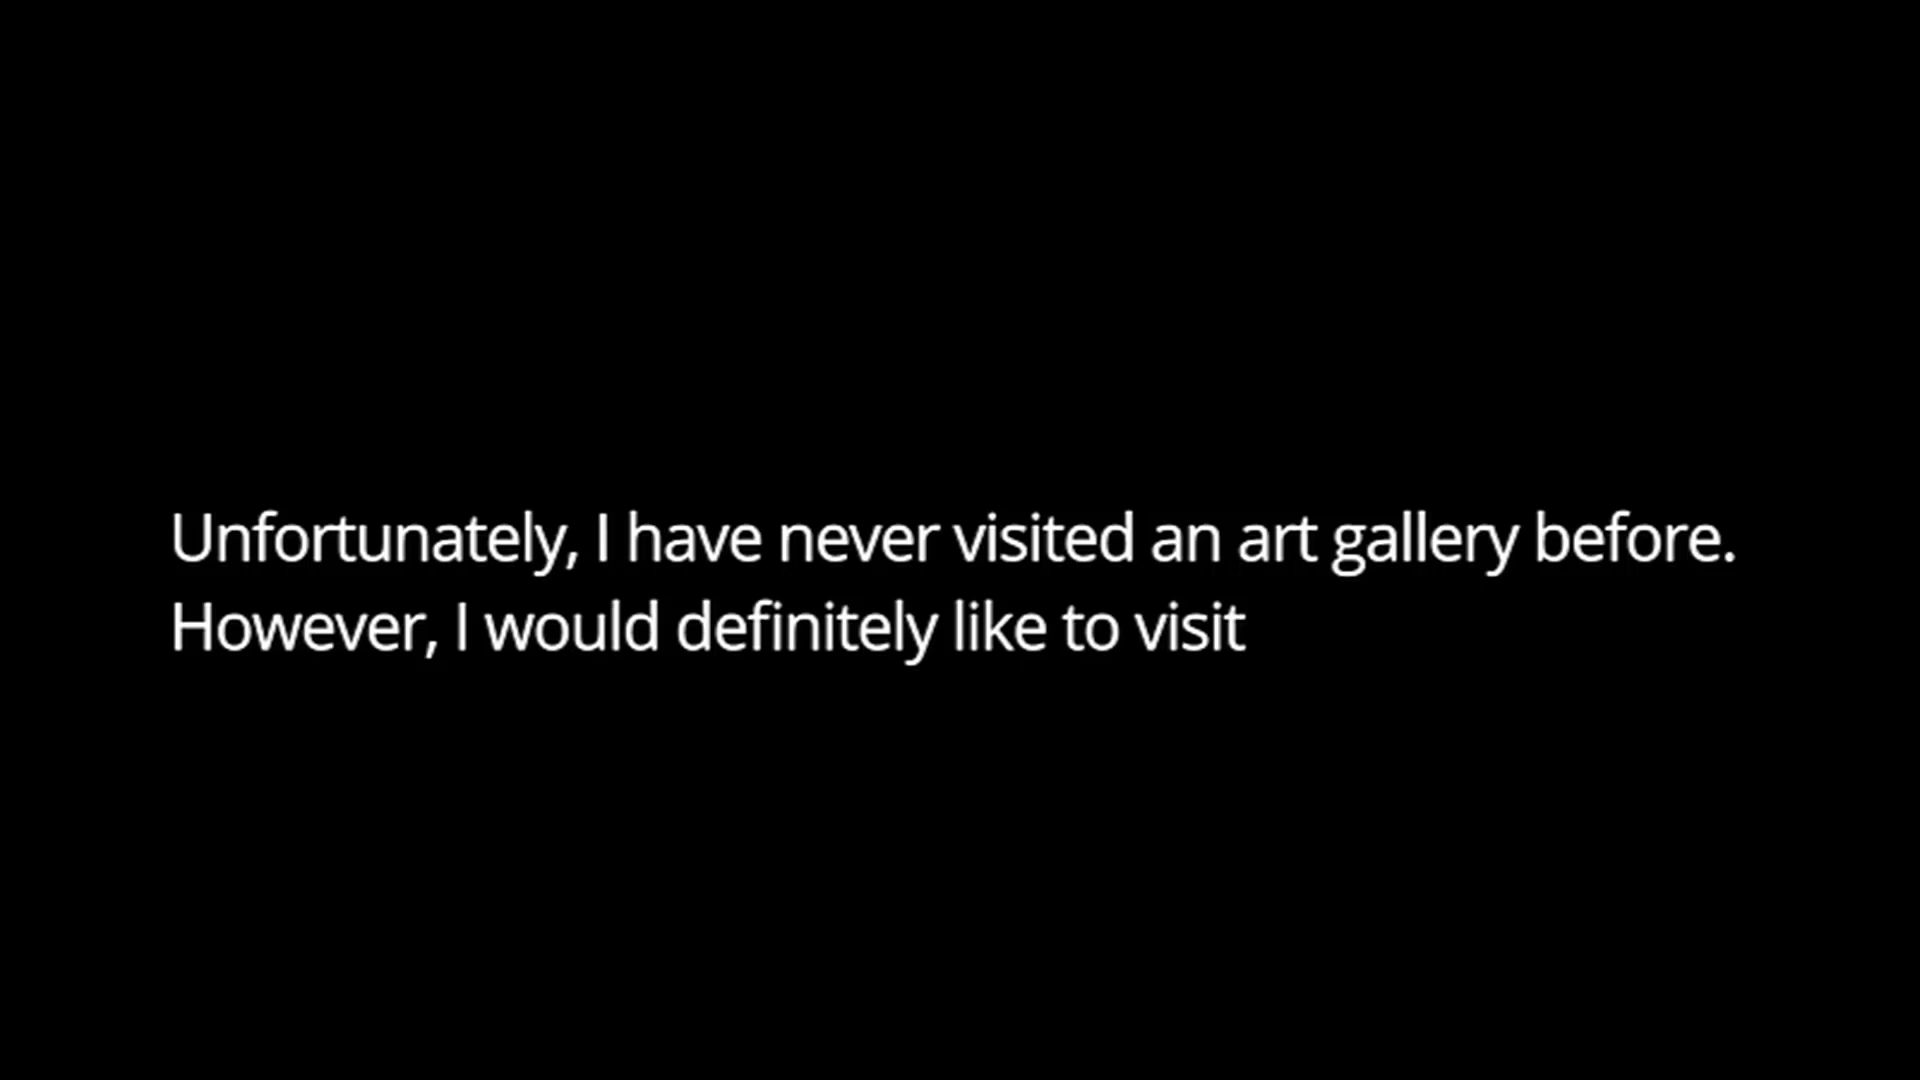 Unfortunately, I have never visited an art gallery before.
However, I would definitely like to visit